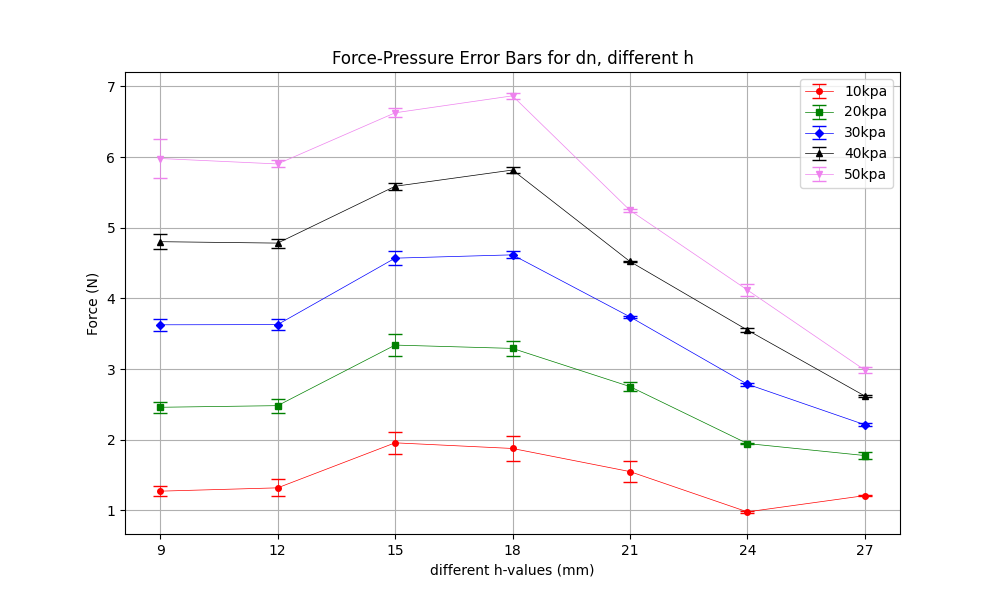 Force-Pressure Error Bars for dn, different h
10kpa
20kpa
30kpa
40kpa
50kpa
7
6
5
4
3
2
1
Force (N)
9 12 15 18 21 24 27
different h-values (mm)